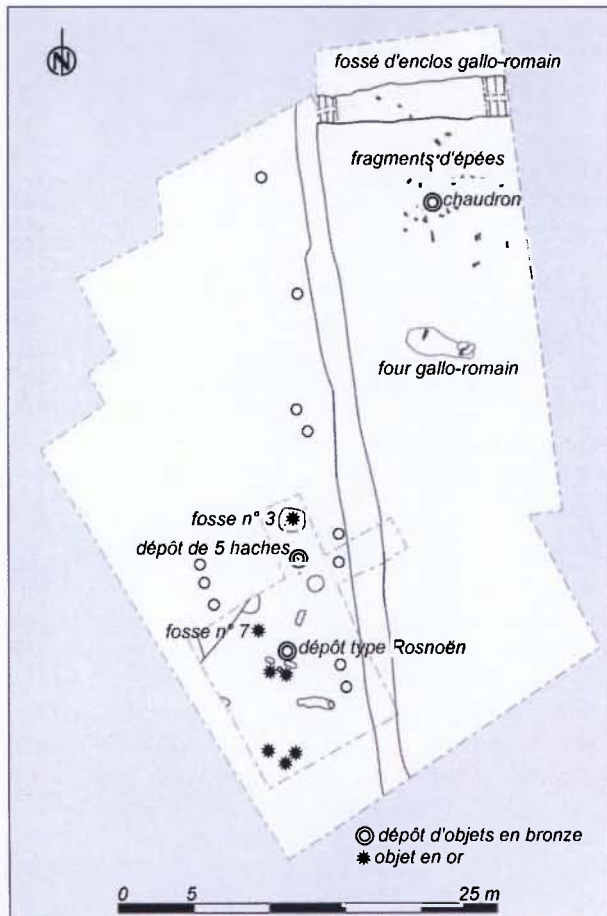 N
fossé d'enclos gallo-romain
fragments d'épées
chaudron
four gallo-romain
fosse n° 3
dépôt de 5 haches
fosse n° 7
dépôt type Rosnoën
dépôt d'objets en bronze
objet en or
0 5 25 m